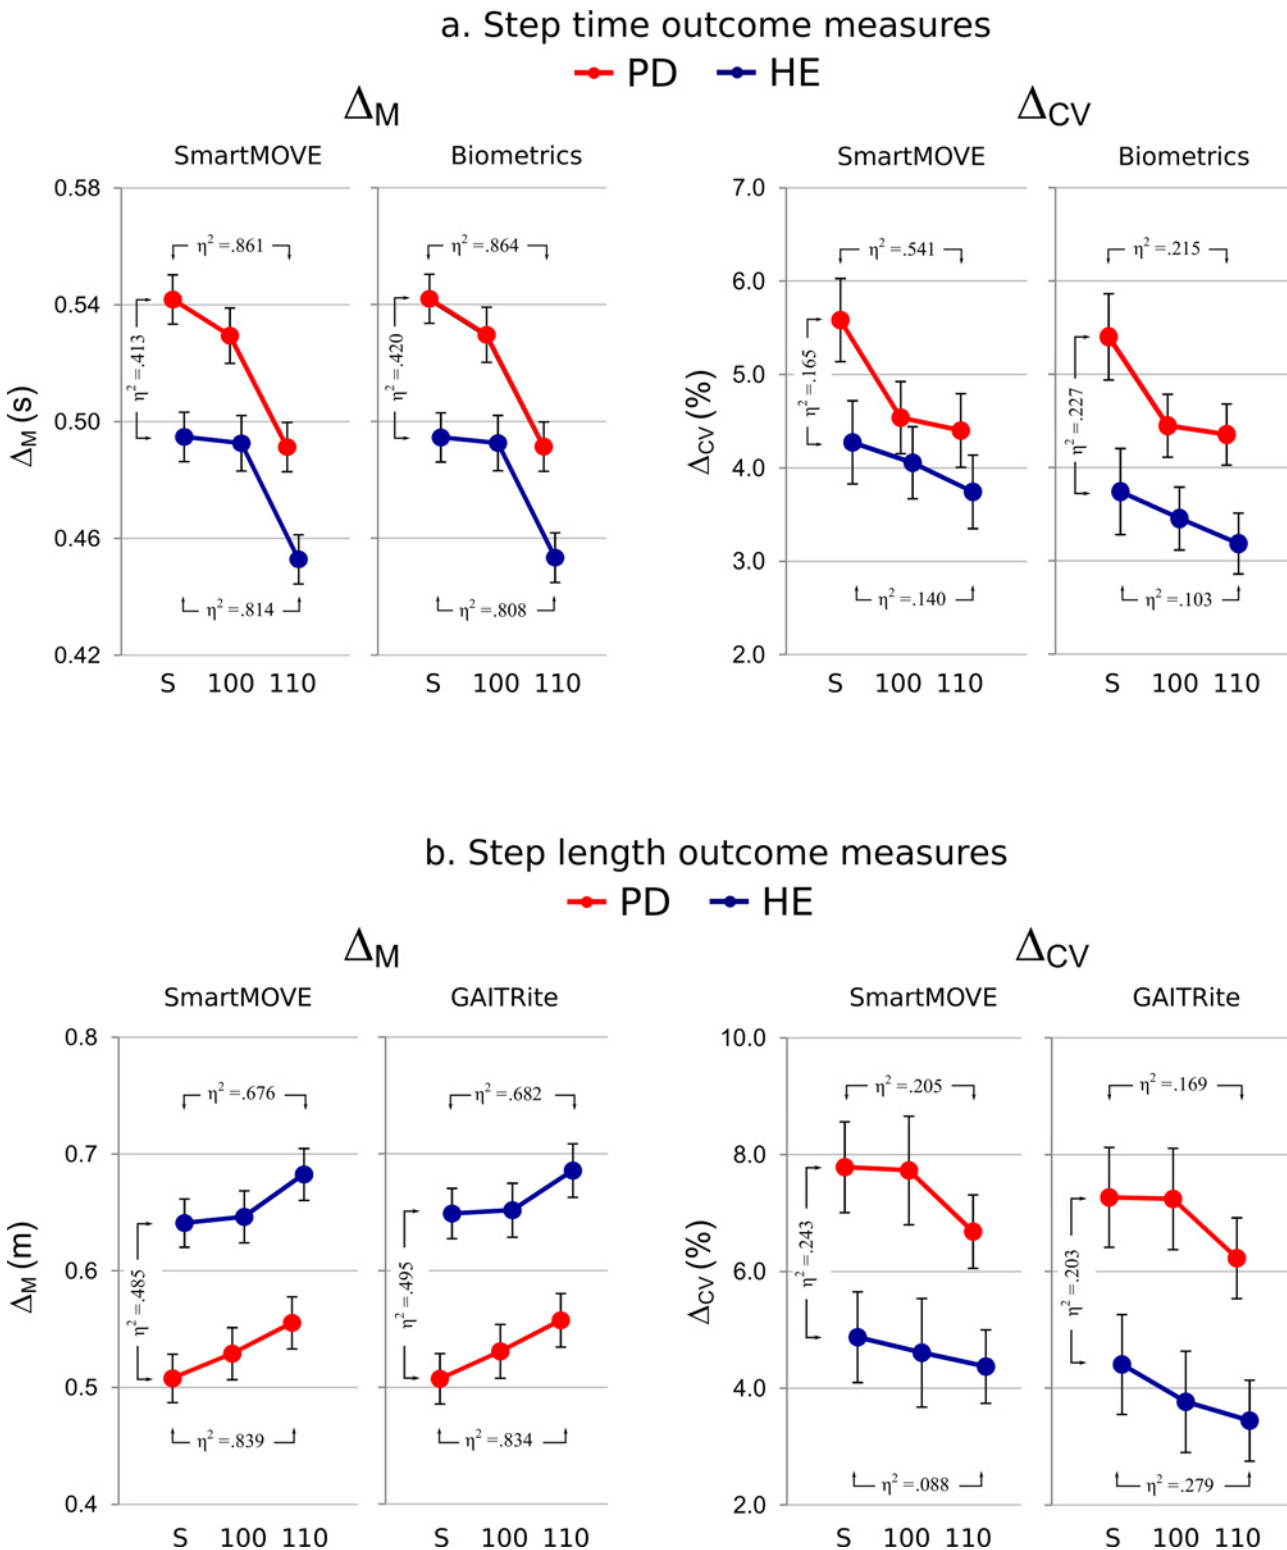 a. Step time outcome measures
PD HE
ΔM ΔCV
SmartMOVE Biometrics SmartMOVE Biometrics
0.58 7.0
η² =.861 η² =.864 η² =.541 η² =.215
6.0
0.54
η² =.413 η² =.420 η² =.165 η² =.227
5.0
ΔM (s) 0.50 ΔCV (%)
4.0
0.46
3.0
η² =.814 η² =.808 η² =.140 η² =.103
0.42 2.0
S 100 110 S 100 110 S 100 110 S 100 110
b. Step length outcome measures
PD HE
ΔM ΔCV
SmartMOVE GAITRite SmartMOVE GAITRite
0.8 10.0
η² =.676 η² =.682 η² =.205 η² =.169
0.7 8.0
η² =.485 η² =.495 η² =.243 η² =.203
ΔM (m) 0.6 ΔCV (%) 6.0
0.5 4.0
η² =.839 η² =.834 η² =.088 η² =.279
0.4 2.0
S 100 110 S 100 110 S 100 110 S 100 110